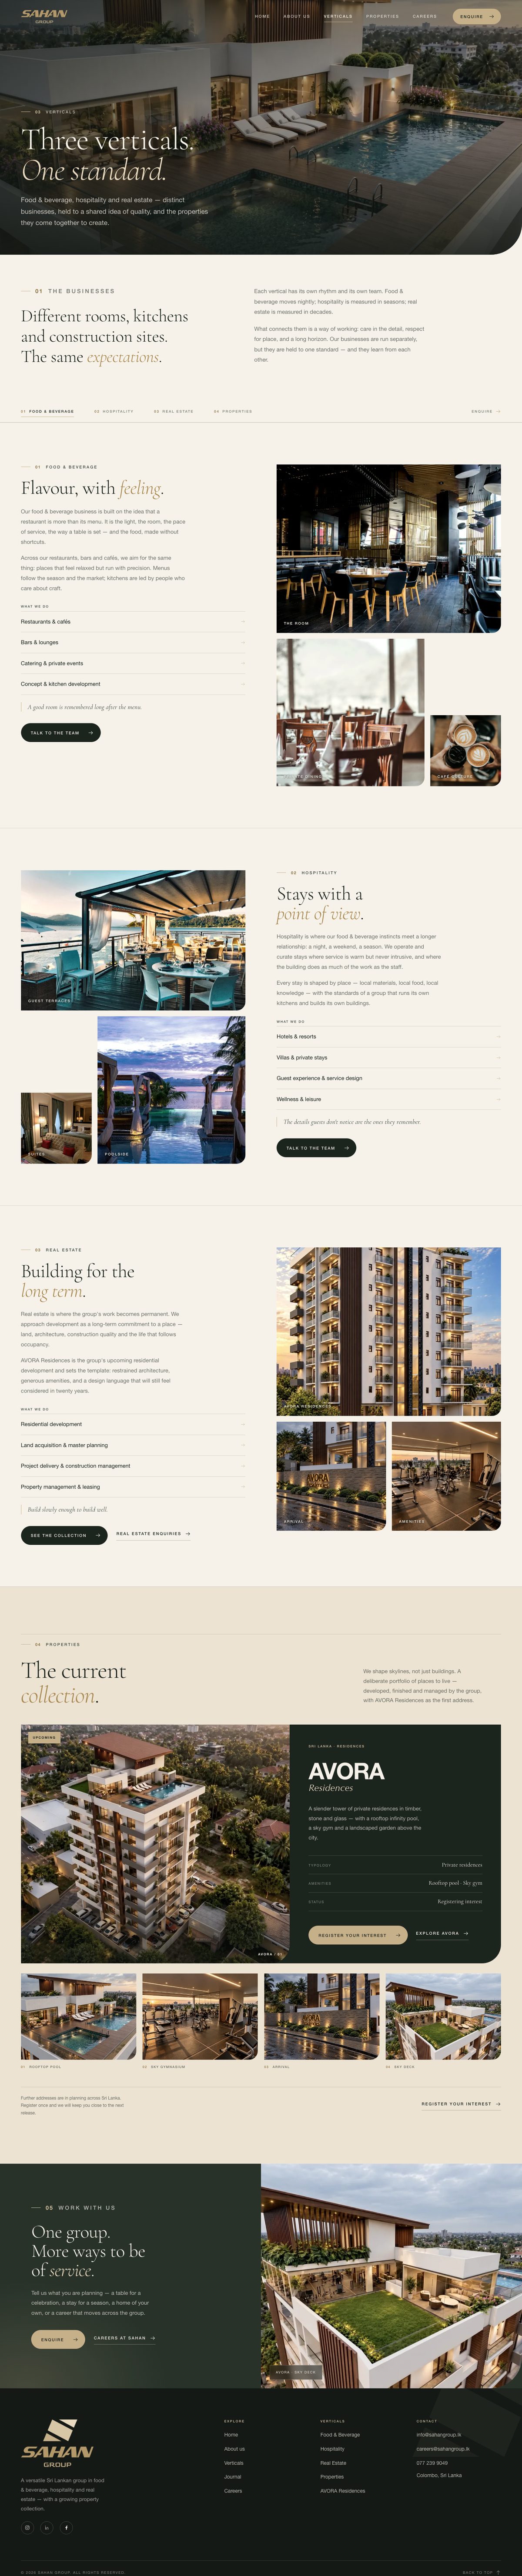 SAHAN
GROUP
HOME
ABOUT US
VERTICALS
PROPERTIES
CAREERS
ENQUIRE
03 VERTICALS
Three verticals.
One standard.
Food & beverage, hospitality and real estate — distinct
businesses, held to a shared idea of quality, and the properties
they come together to create.
01 THE BUSINESSES
Different rooms, kitchens
and construction sites.
The same expectations.
Each vertical has its own rhythm and its own team. Food &
beverage moves nightly; hospitality is measured in seasons; real
estate is measured in decades.
What connects them is a way of working: care in the detail, respect
for place, and a long horizon. Our businesses are run separately,
but they are held to one standard — and they learn from each
other.
01 FOOD & BEVERAGE
02 HOSPITALITY
03 REAL ESTATE
04 PROPERTIES
ENQUIRE
01 FOOD & BEVERAGE
Flavour, with feeling.
Our food & beverage business is built on the idea that a
restaurant is more than its menu. It is the light, the room, the pace
of service, the way a table is set — and the food, made without
shortcuts.
Across our restaurants, bars and cafés, we aim for the same
thing: places that feel relaxed but run with precision. Menus
follow the season and the market; kitchens are led by people who
care about craft.
WHAT WE DO
Restaurants & cafés
Bars & lounges
Catering & private events
Concept & kitchen development
A good room is remembered long after the menu.
TALK TO THE TEAM
THE ROOM
02 HOSPITALITY
Stays with a
point of view.
Hospitality is where our food & beverage instincts meet a longer
relationship: a night, a weekend, a season. We operate and
curate stays where service is warm but never intrusive, and where
the building does as much of the work as the staff.
Every stay is shaped by place — local materials, local food, local
knowledge — with the standards of a group that runs its own
kitchens and builds its own buildings.
WHAT WE DO
Hotels & resorts
Villas & private stays
Guest experience & service design
Wellness & leisure
The details guests don't notice are the ones they remember.
TALK TO THE TEAM
GUEST TERRACES
SUITES
POOLSIDE
03 REAL ESTATE
Building for the
long term.
Real estate is where the group's work becomes permanent. We
approach development as a long-term commitment to a place —
land, architecture, construction quality and the life that follows
occupancy.
AVORA Residences is the group's upcoming residential
development and sets the template: restrained architecture,
generous amenities, and a design language that will still feel
considered in twenty years.
WHAT WE DO
Residential development
Land acquisition & master planning
Project delivery & construction management
Property management & leasing
Build slowly enough to build well.
SEE THE COLLECTION
REAL ESTATE ENQUIRIES
AVORA RESIDENCES
AVORA
ARRIVAL
AMENITIES
04 PROPERTIES
The current
collection.
We shape skylines, not just buildings. A
deliberate portfolio of places to live —
developed, finished and managed by the group,
with AVORA Residences as the first address.
UPCOMING
SRI LANKA · RESIDENCES
AVORA
Residences
A slender tower of private residences in timber,
stone and glass — with a rooftop infinity pool,
a sky gym and a landscaped garden above the
city.
TYPOLOGY
Private residences
AMENITIES
Rooftop pool · Sky gym
STATUS
Registering interest
REGISTER YOUR INTEREST
EXPLORE AVORA
01 ROOFTOP POOL
02 SKY GYMNASIUM
03 ARRIVAL
04 SKY DECK
Further addresses are in planning across Sri Lanka.
Register once and we will keep you close to the next
release.
REGISTER YOUR INTEREST
05 WORK WITH US
One group.
More ways to be
of service.
Tell us what you are planning — a table for a
celebration, a stay for a season, a home of your
own, or a career that moves across the group.
ENQUIRE
CAREERS AT SAHAN
AVORA · SKY DECK
SAHAN
GROUP
A versatile Sri Lankan group in food
& beverage, hospitality and real
estate — with a growing property
collection.
EXPLORE
Home
About us
Verticals
Journal
Careers
VERTICALS
Food & Beverage
Hospitality
Real Estate
Properties
AVORA Residences
CONTACT
info@sahangroup.lk
careers@sahangroup.lk
077 239 9049
Colombo, Sri Lanka
SAHAN GROUP. ALL RIGHTS RESERVED.
BACK TO TOP